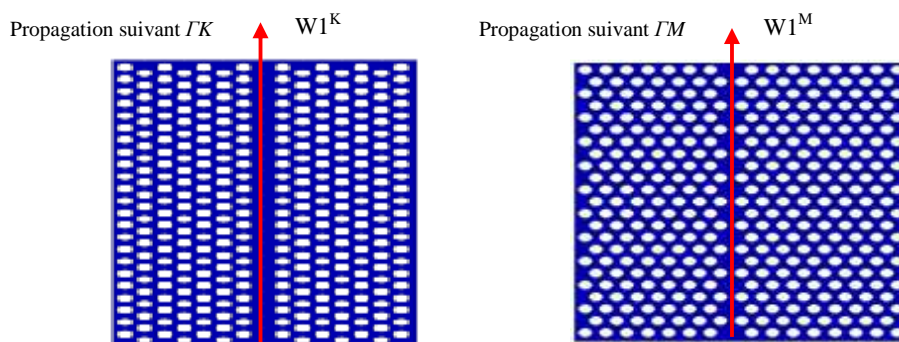 Propagation suivant ΓK W1^K
Propagation suivant ΓM W1^M